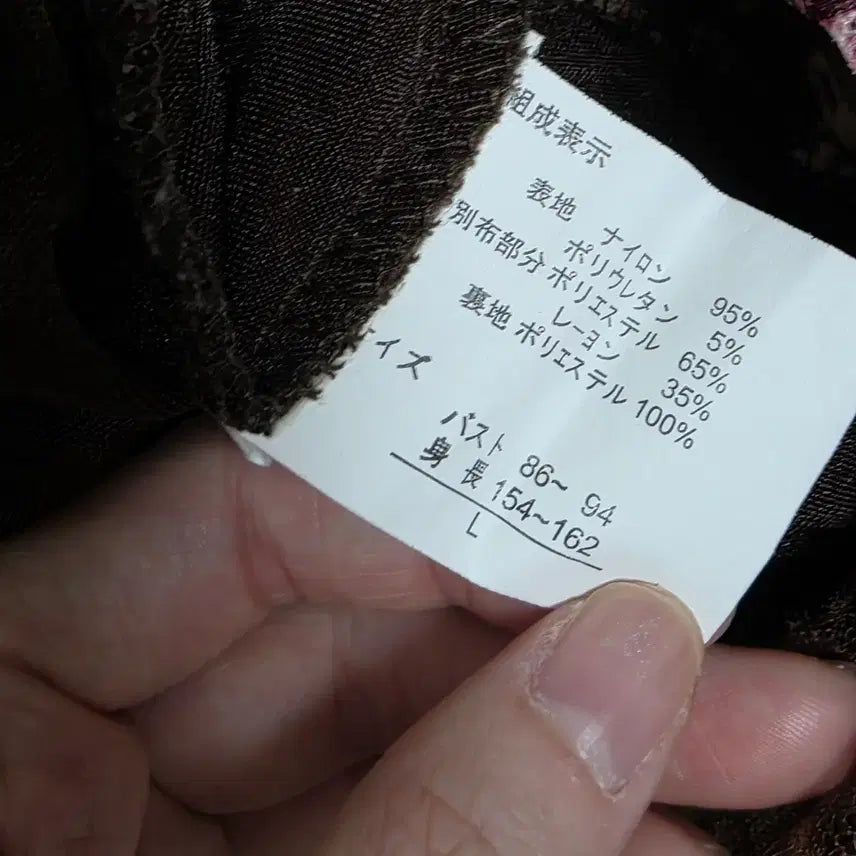 組成表示
表地 ナイロン 95%
ポリウレタン 5%
別布部分 ポリエステル 65%
レーヨン 35%
裏地 ポリエステル 100%
イズ
バスト 86~ 94
身 長 154~162
L